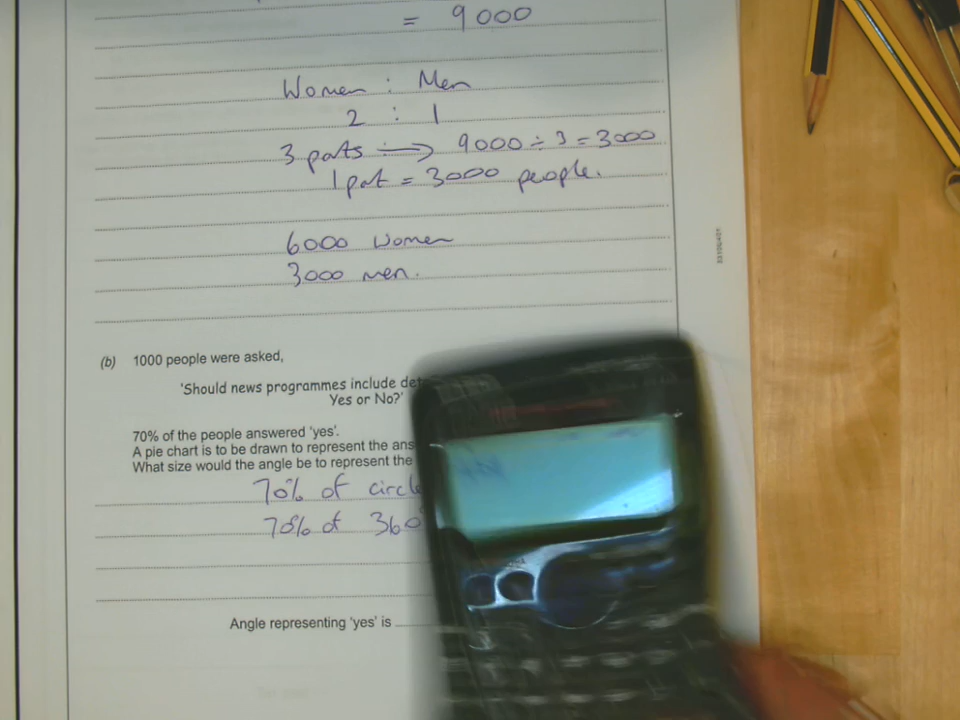 = 9000
Women : Men
2 : 1
3 parts → 9000 ÷ 3 = 3000
1 part = 3000 people.
6000 women
3000 men.
(b) 1000 people were asked,
'Should news programmes include
Yes or No?'
70% of the people answered 'yes'.
A pie chart is to be drawn to represent the
What size would the angle be to represent the
70% of circle
70% of 360
Angle representing 'yes' is